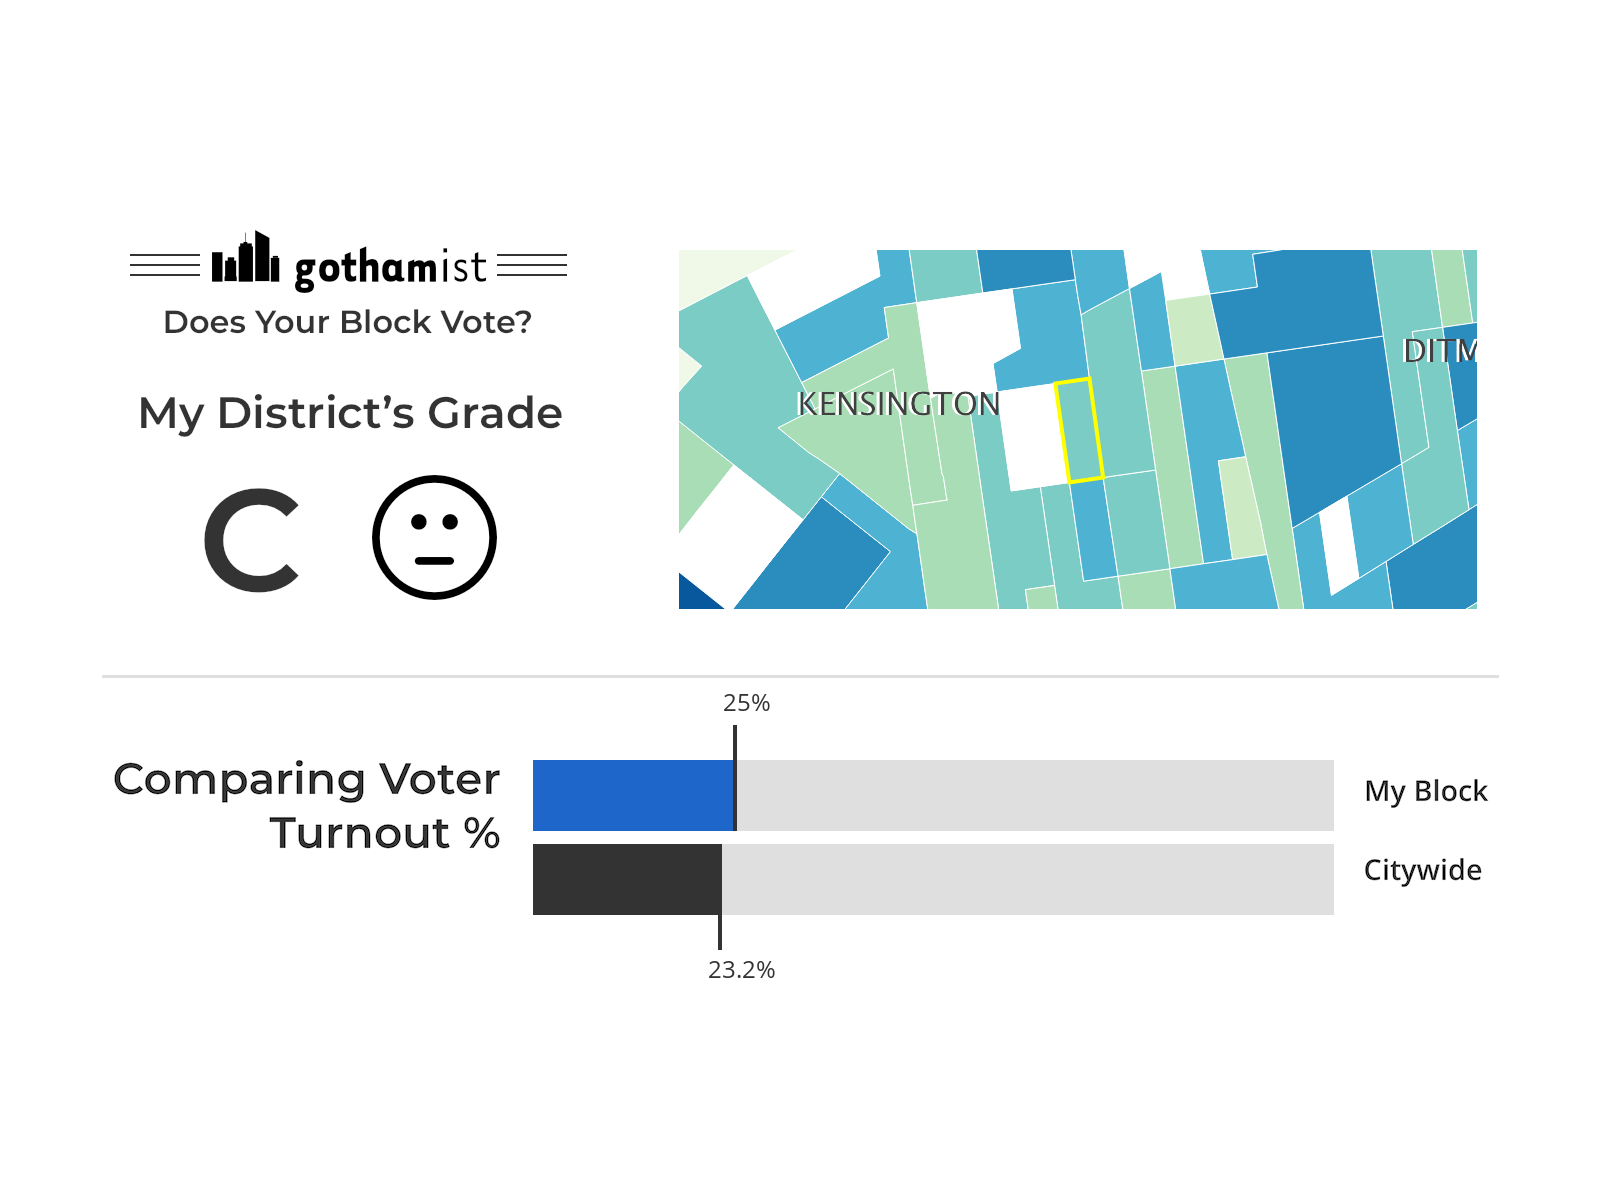 gothamist
Does Your Block Vote?
My District’s Grade
C
KENSINGTON
DITM
25%
Comparing Voter
Turnout %
My Block
Citywide
23.2%